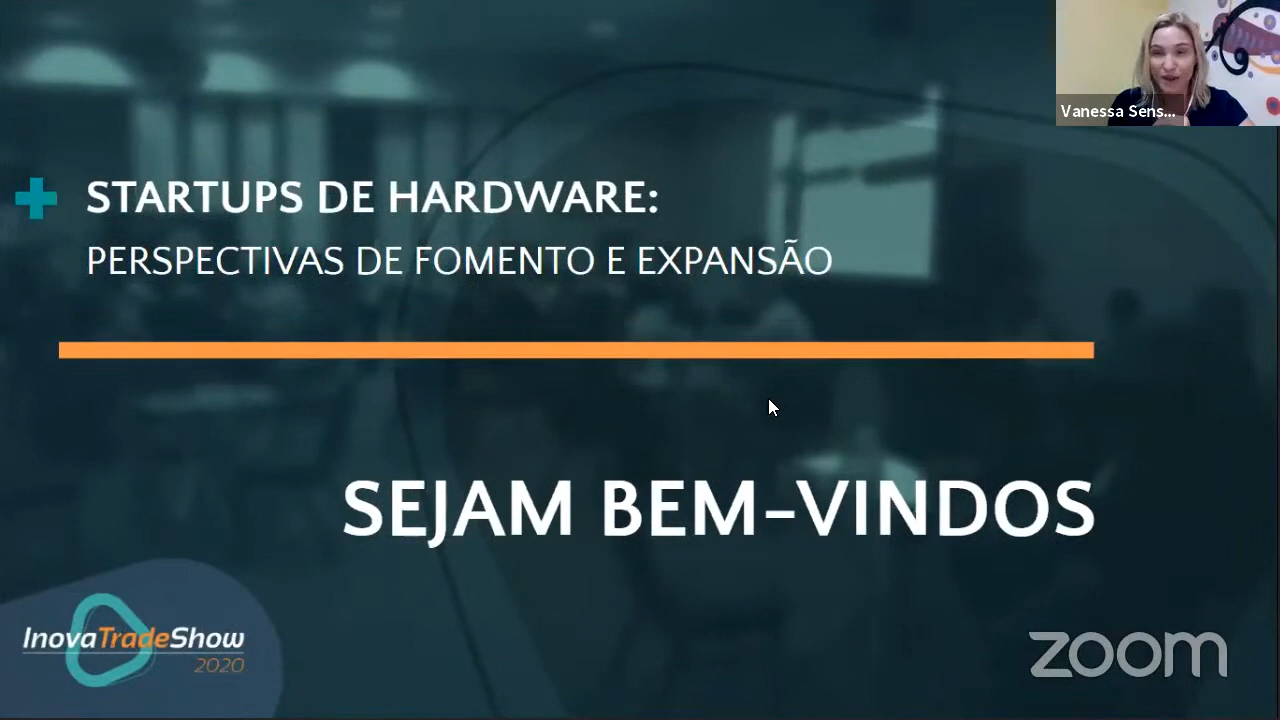 Vanessa Sens...
STARTUPS DE HARDWARE:
PERSPECTIVAS DE FOMENTO E EXPANSÃO
SEJAM BEM-VINDOS
InovaTradeShow
2020
zoom